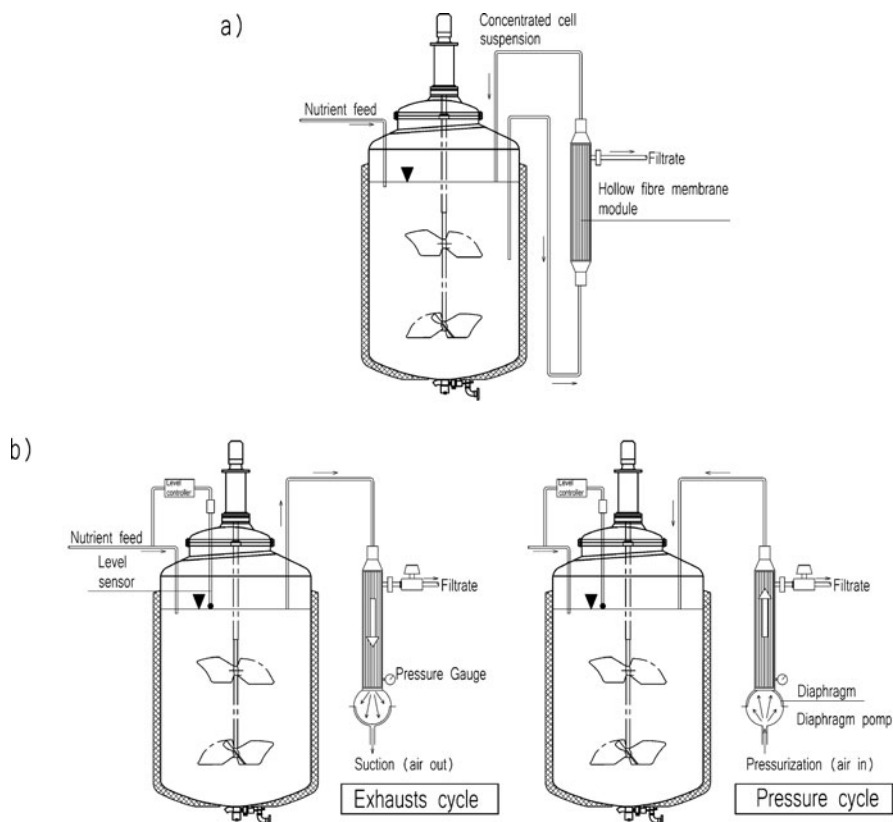 a)
Concentrated cell
suspension
Nutrient feed
Filtrate
Hollow fibre membrane
module
b)
Level
controller
Nutrient feed
Level
sensor
Filtrate
Pressure Gauge
Suction (air out)
Exhausts cycle
Level
controller
Filtrate
Diaphragm
Diaphragm pomp
Pressurization (air in)
Pressure cycle